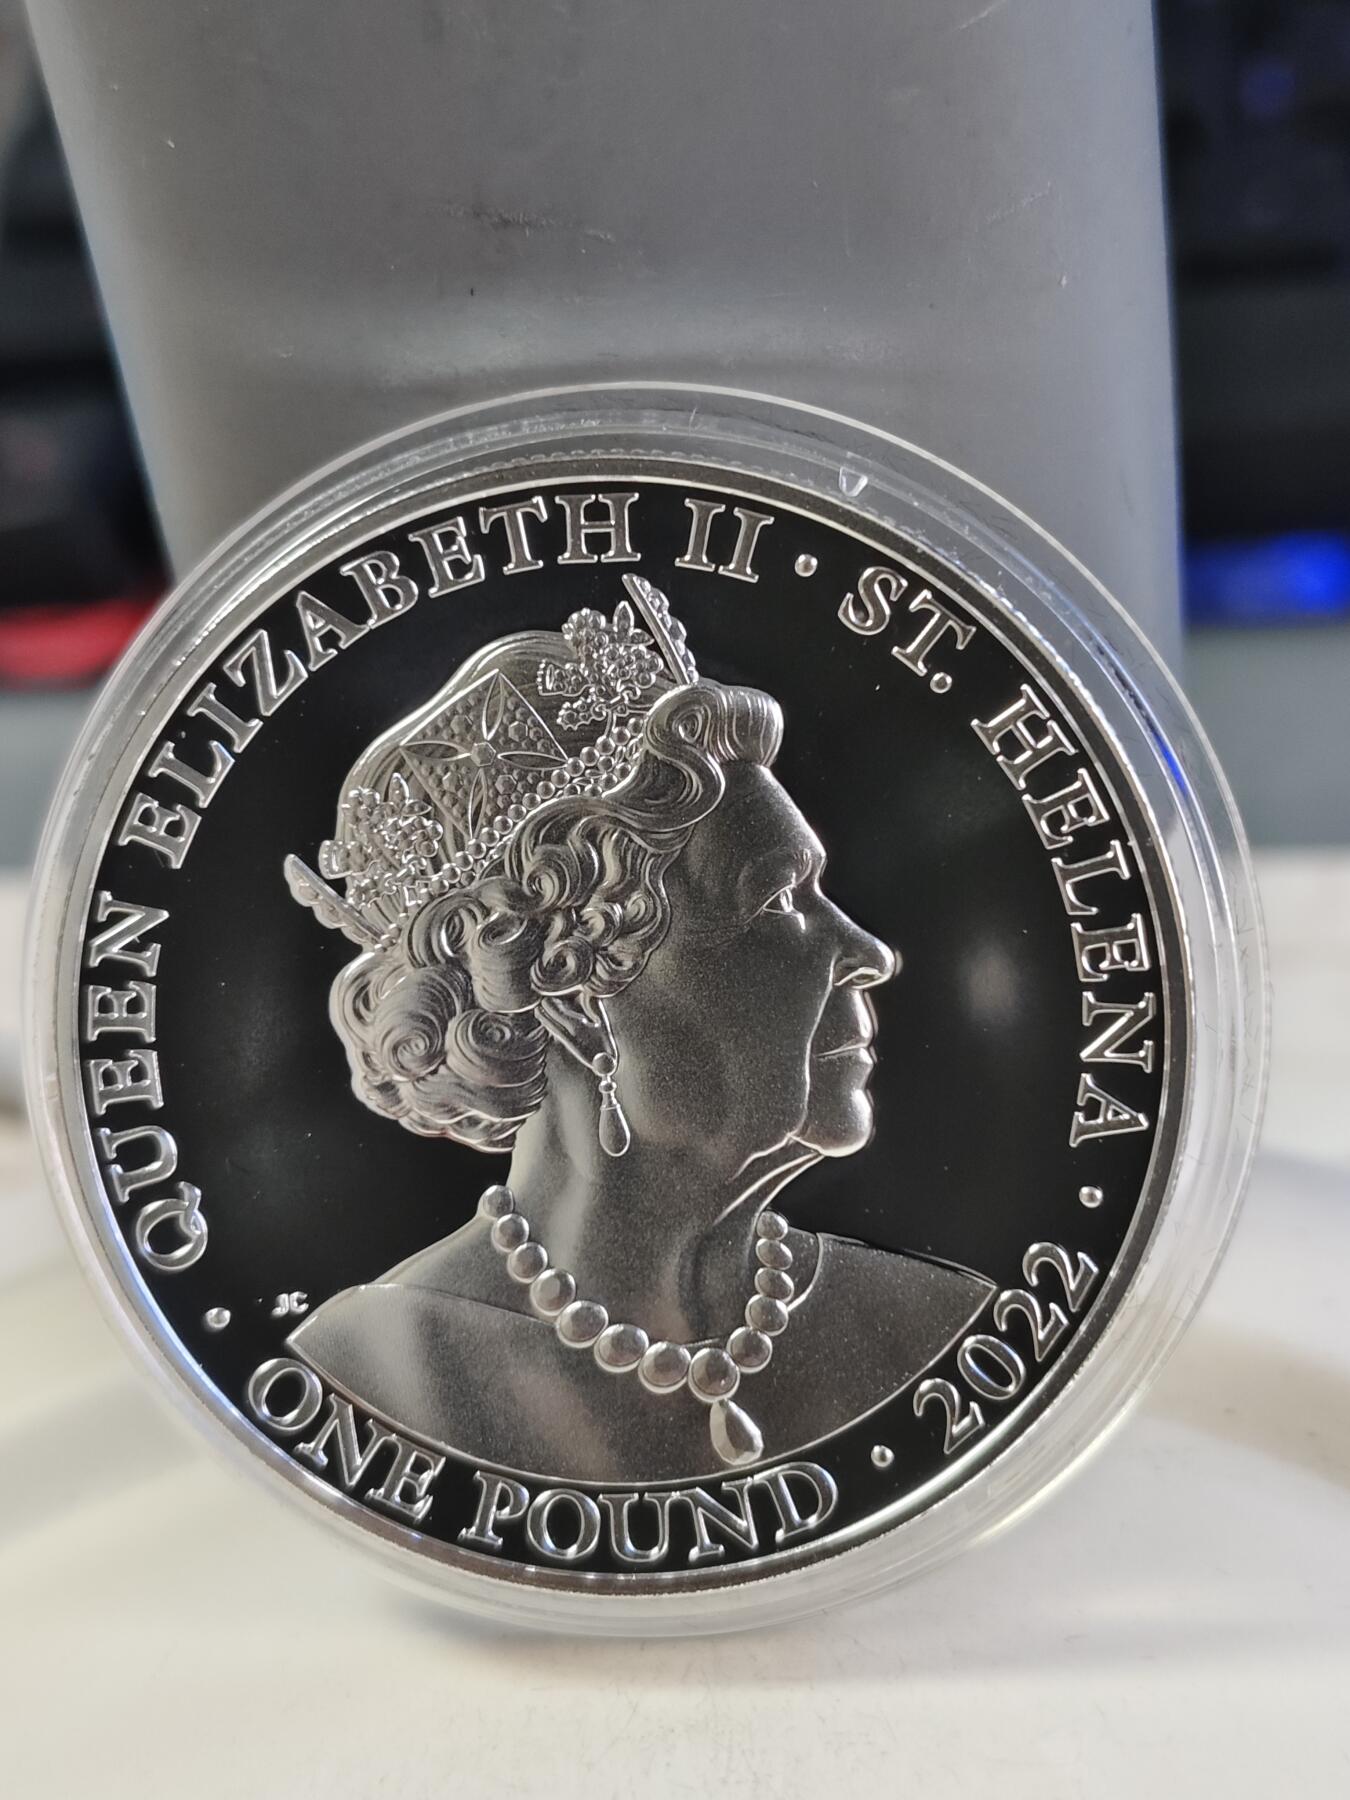 QUEEN ELIZABETH II · ST. HELENA · 2022 · ONE POUND ·
JC